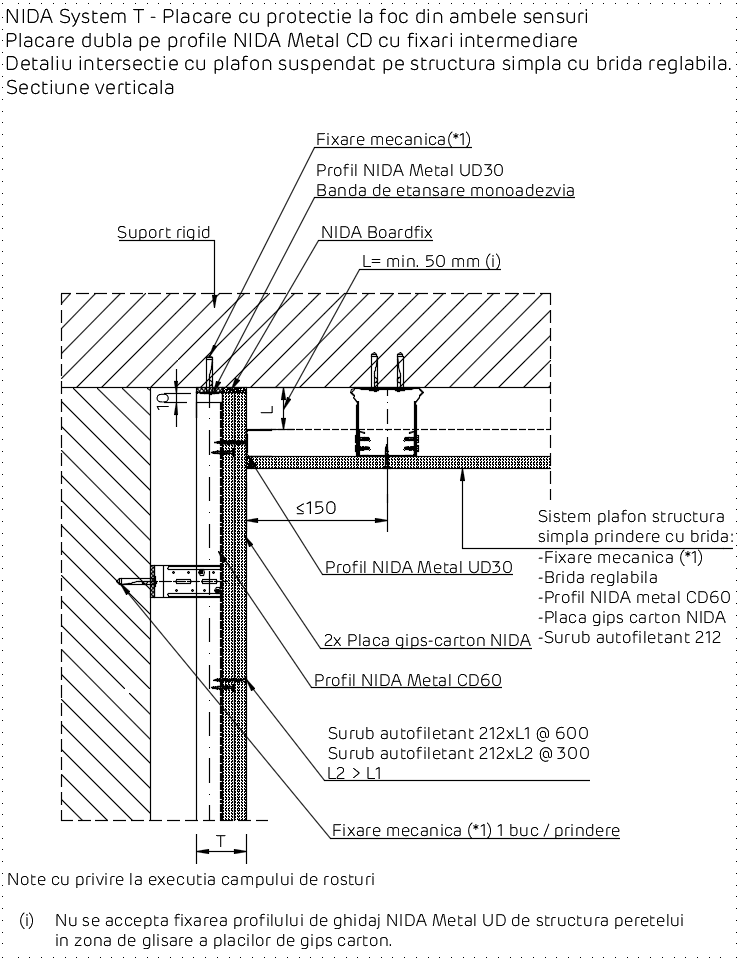 NIDA System T - Placare cu protectie la foc din ambele sensuri
Placare dubla pe profile NIDA Metal CD cu fixari intermediare
Detaliu intersectie cu plafon suspendat pe structura simpla cu brida reglabila.
Sectiune verticala
Fixare mecanica(*1)
Profil NIDA Metal UD30
Banda de etansare monoadezvia
Suport rigid
NIDA Boardfix
L= min. 50 mm (i)
10
L
≤150
Sistem plafon structura
simpla prindere cu brida:
-Fixare mecanica (*1)
-Brida reglabila
-Profil NIDA metal CD60
-Placa gips carton NIDA
-Surub autofiletant 212
Profil NIDA Metal UD30
2x Placa gips-carton NIDA
Profil NIDA Metal CD60
Surub autofiletant 212xL1 @ 600
Surub autofiletant 212xL2 @ 300
L2 > L1
Fixare mecanica (*1) 1 buc / prindere
T
Note cu privire la executia campului de rosturi
(i) Nu se accepta fixarea profilului de ghidaj NIDA Metal UD de structura peretelui
in zona de glisare a placilor de gips carton.